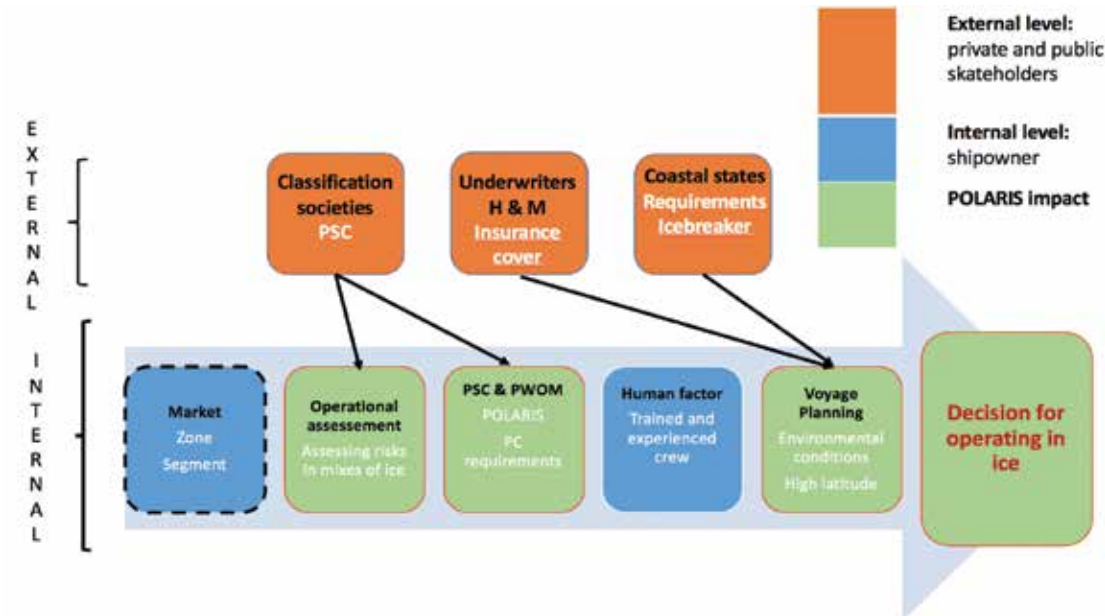 External level:
private and public
skateholders
Internal level:
shipowner
POLARIS impact
EXTERNAL
Classification
societies
PSC
Underwriters
H & M
Insurance
cover
Coastal states
Requirements
Icebreaker
INTERNAL
Market
Zone
Segment
Operational
assessement
Assessing risks
in mixes of ice
PSC & PWOM
POLARIS
PC
requirements
Human factor
Trained and
experienced
crew
Voyage
Planning
Environmental
conditions
High latitude
Decision for
operating in
ice